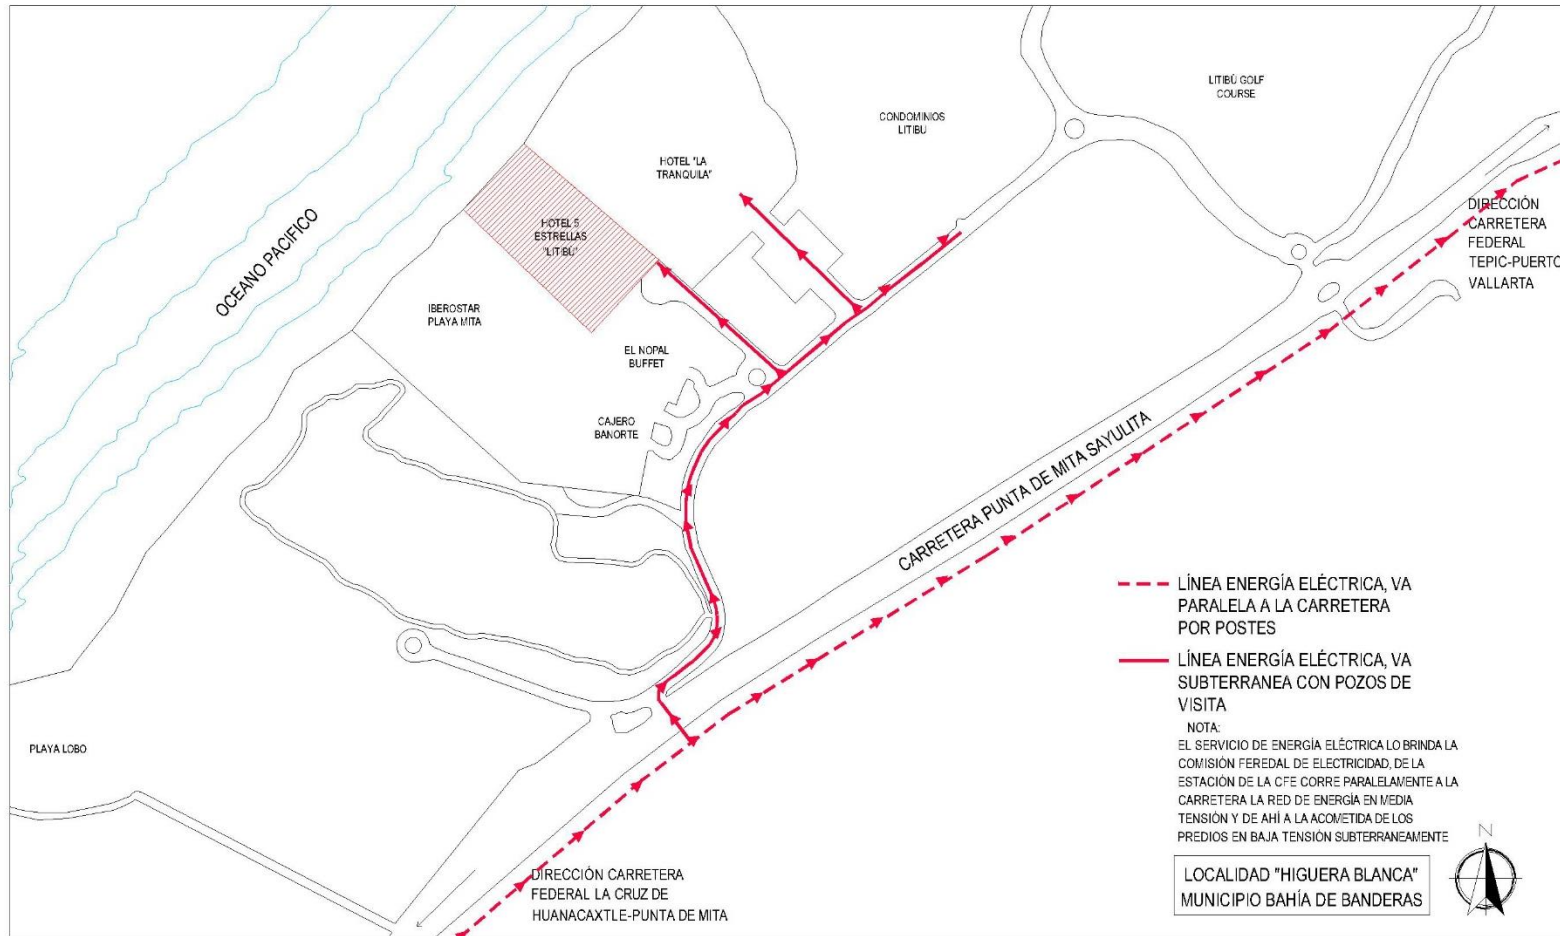 LITIBÚ GOLF
COURSE
CONDOMINIOS
LITIBU
HOTEL "LA
TRANQUILA"
HOTEL 5
ESTRELLAS
"LITIBÚ"
OCEANO PACIFICO
DIRECCIÓN
CARRETERA
FEDERAL
TEPIC-PUERTO
VALLARTA
IBEROSTAR
PLAYA MITA
EL NOPAL
BUFFET
CAJERO
BANORTE
CARRETERA PUNTA DE MITA SAYULITA
PLAYA LOBO
DIRECCIÓN CARRETERA
FEDERAL LA CRUZ DE
HUANACAXTLE-PUNTA DE MITA
LÍNEA ENERGÍA ELÉCTRICA, VA
PARALELA A LA CARRETERA
POR POSTES
LÍNEA ENERGÍA ELÉCTRICA, VA
SUBTERRANEA CON POZOS DE
VISITA
NOTA:
EL SERVICIO DE ENERGÍA ELÉCTRICA LO BRINDA LA
COMISIÓN FEREDAL DE ELECTRICIDAD, DE LA
ESTACIÓN DE LA CFE CORRE PARALELAMENTE A LA
CARRETERA LA RED DE ENERGÍA EN MEDIA
TENSIÓN Y DE AHÍ A LA ACOMETIDA DE LOS
PREDIOS EN BAJA TENSIÓN SUBTERRANEAMENTE
N
LOCALIDAD "HIGUERA BLANCA"
MUNICIPIO BAHÍA DE BANDERAS